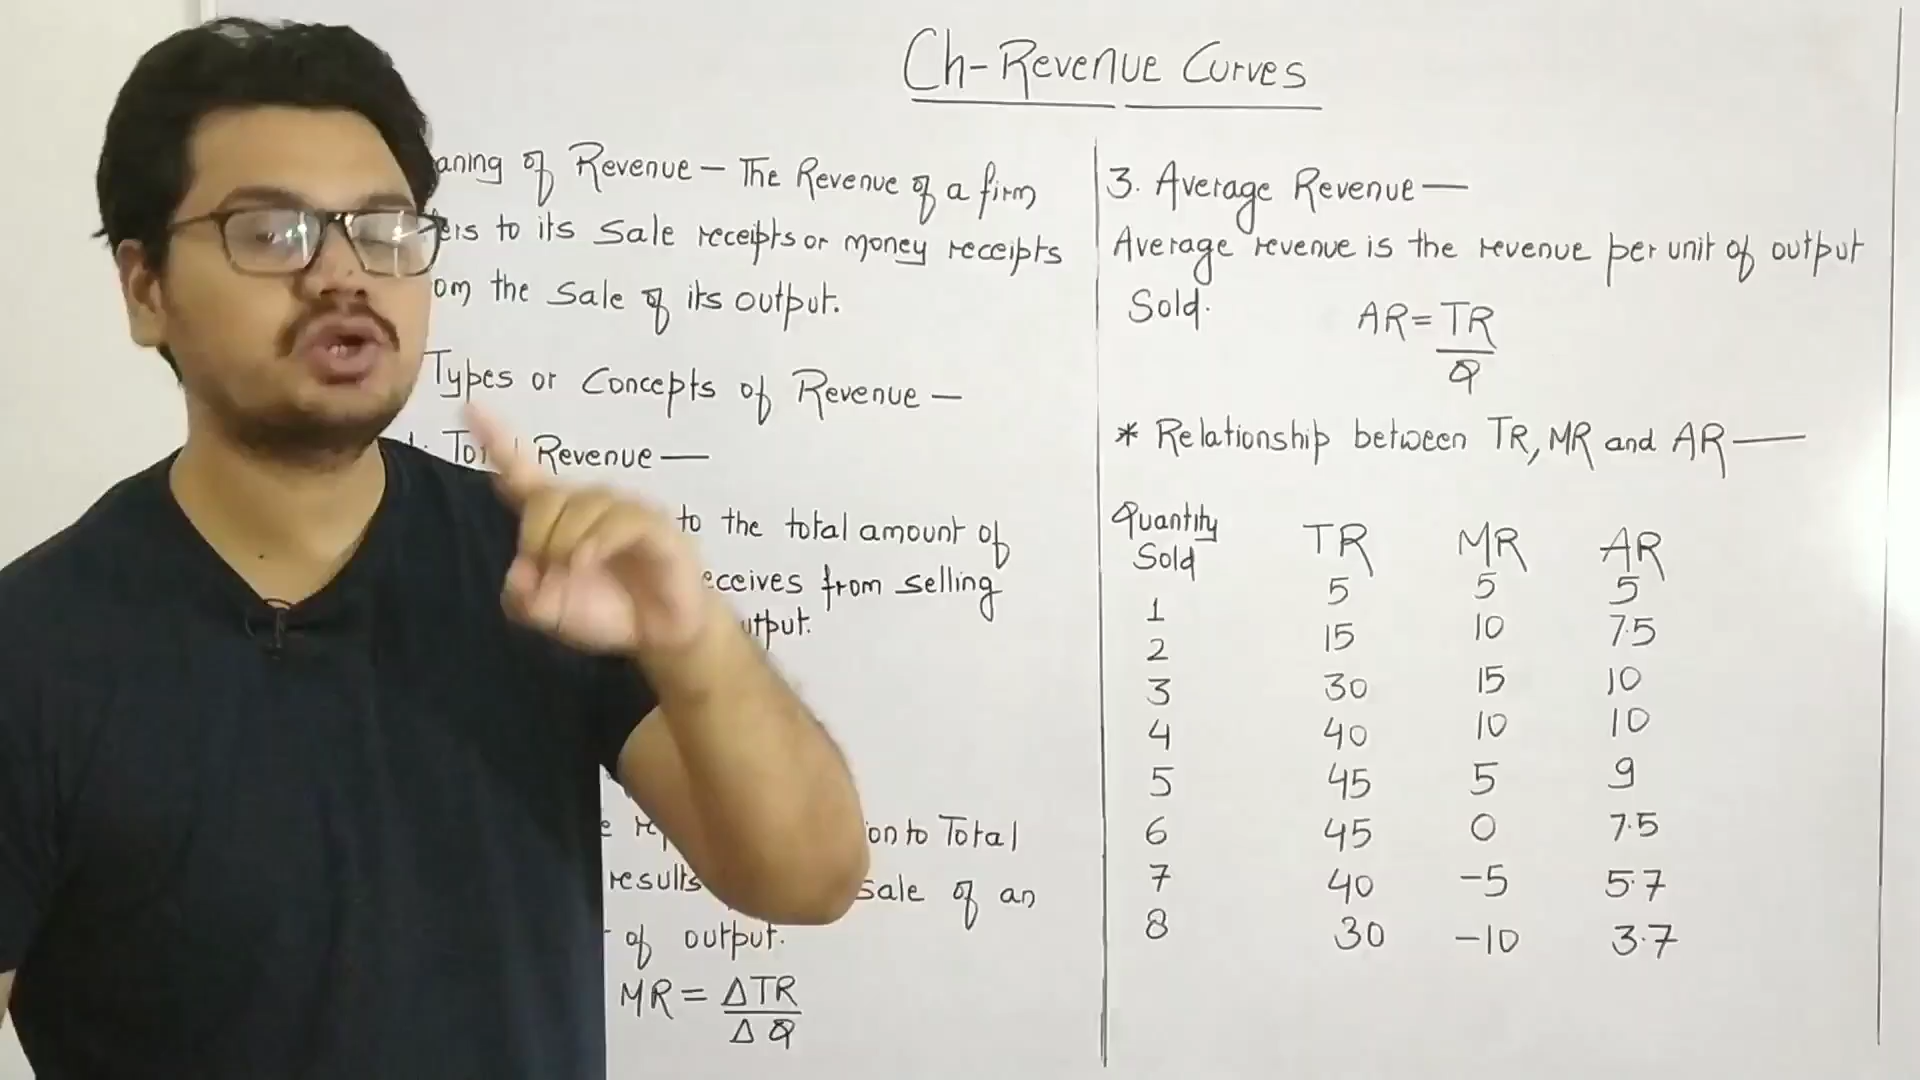 Ch-Revenue Curves
aning of Revenue — The Revenue of a firm
ers to its Sale receipts or money receipts
om the Sale of its output.
Types or Concepts of Revenue —
Revenue —
to the total amount of
eceives from selling
utput.
on to Total
results sale of an
of output.
MR = ΔTR
ΔQ
3. Average Revenue —
Average revenue is the revenue per unit of output
Sold.
AR = TR
Q
* Relationship between TR, MR and AR —
Quantity Sold TR MR AR
1 5 5 5
2 15 10 7.5
3 30 15 10
4 40 10 10
5 45 5 9
6 45 0 7.5
7 40 -5 5.7
8 30 -10 3.7